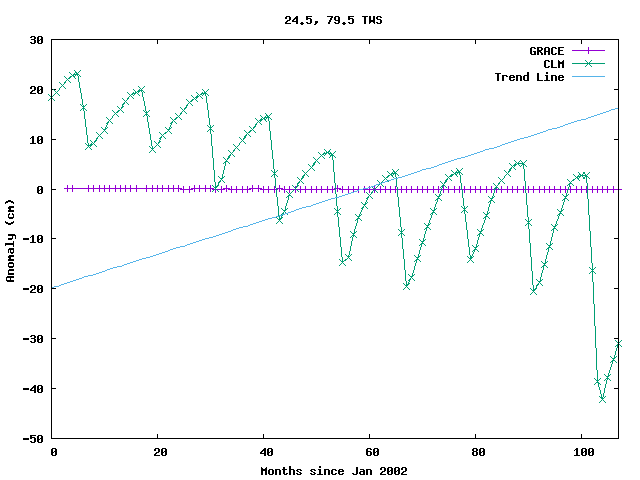 24.5, 79.5 TWS
GRACE
CLM
Trend Line
30
20
10
0
-10
-20
-30
-40
-50
Anomaly (cm)
0 20 40 60 80 100
Months since Jan 2002